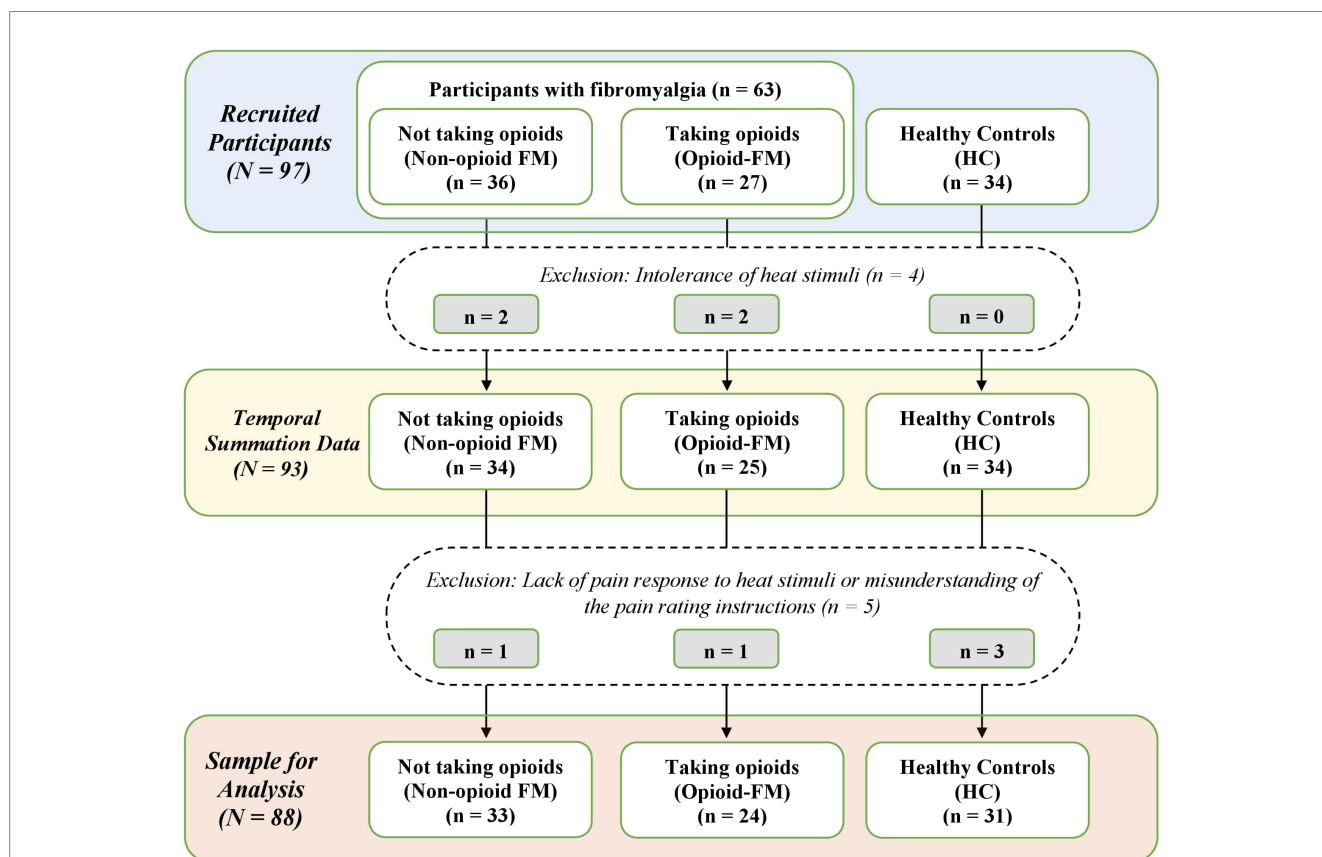 Recruited
Participants
(N = 97)
Participants with fibromyalgia (n = 63)
Not taking opioids
(Non-opioid FM)
(n = 36)
Taking opioids
(Opioid-FM)
(n = 27)
Healthy Controls
(HC)
(n = 34)
Exclusion: Intolerance of heat stimuli (n = 4)
n = 2
n = 2
n = 0
Temporal
Summation Data
(N = 93)
Not taking opioids
(Non-opioid FM)
(n = 34)
Taking opioids
(Opioid-FM)
(n = 25)
Healthy Controls
(HC)
(n = 34)
Exclusion: Lack of pain response to heat stimuli or misunderstanding of
the pain rating instructions (n = 5)
n = 1
n = 1
n = 3
Sample for
Analysis
(N = 88)
Not taking opioids
(Non-opioid FM)
(n = 33)
Taking opioids
(Opioid-FM)
(n = 24)
Healthy Controls
(HC)
(n = 31)